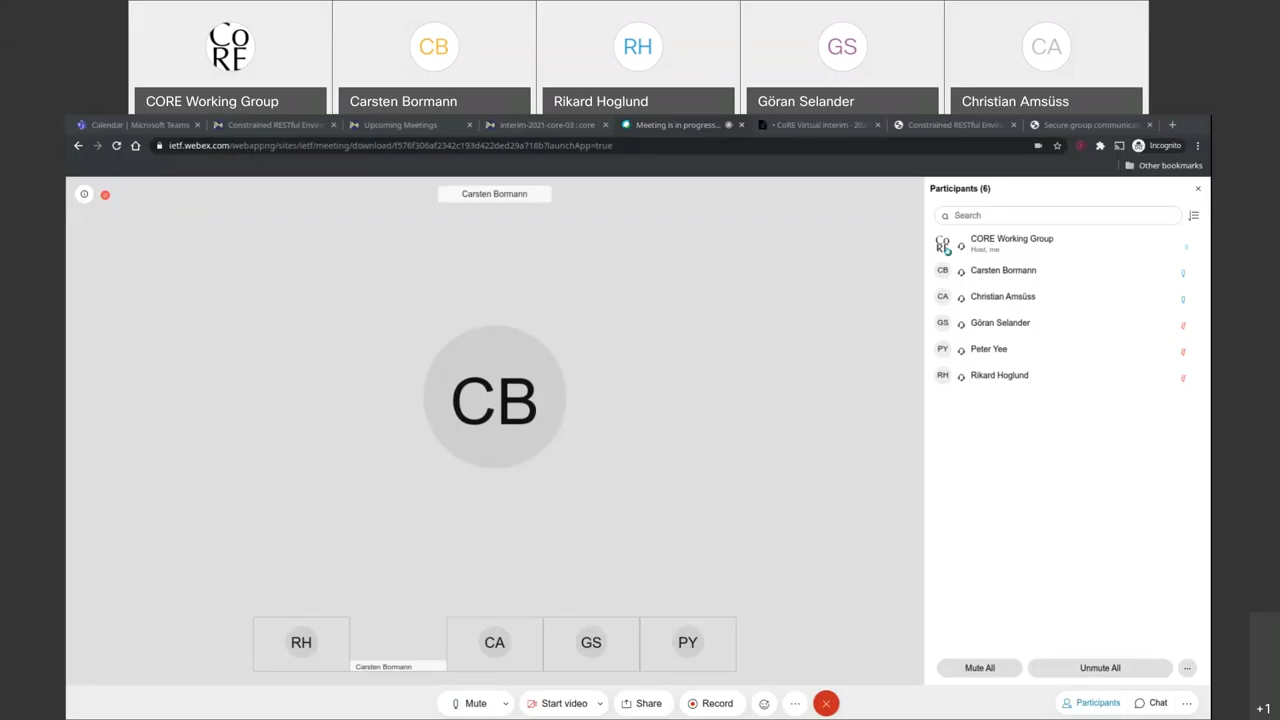 CoRE
CB
RH
GS
CA
CORE Working Group
Carsten Bormann
Rikard Hoglund
Göran Selander
Christian Amsüss
Calendar | Microsoft Teams
Constrained RESTful Enviro
Upcoming Meetings
interim-2021-core-03 : core
Meeting is in progress...
• CoRE Virtual interim - 202
Constrained RESTful Enviro
Secure group communicat
ietf.webex.com/webappng/sites/ietf/meeting/download/f576f306af2342c193d422ded29a718b?launchApp=true
Incognito
Other bookmarks
Carsten Bormann
Participants (6)
Search
CoRE
CORE Working Group
Host, me
CB
Carsten Bormann
CA
Christian Amsüss
GS
Göran Selander
PY
Peter Yee
RH
Rikard Hoglund
CB
RH
Carsten Bormann
CA
GS
PY
Mute All
Unmute All
Mute
Start video
Share
Record
Participants
Chat
+1